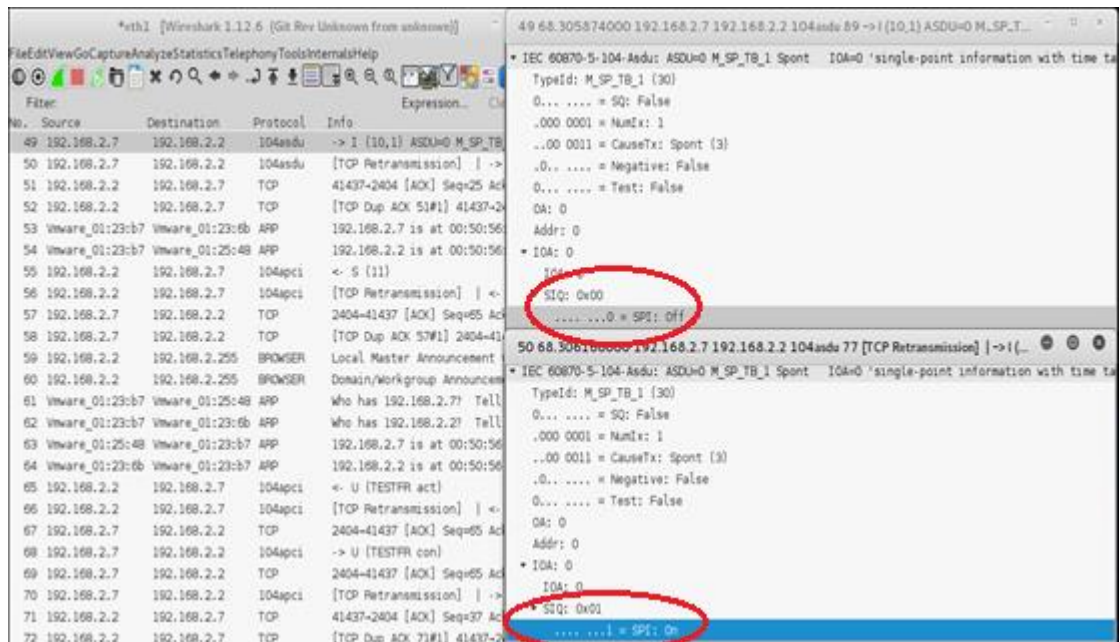 *eth1 [Wireshark 1.12.6 (Git Rev Unknown from unknown)]
FileEditViewGoCaptureAnalyzeStatisticsTelephonyToolsInternalsHelp
Filter: Expression...
No. Source Destination Protocol Info
49 192.168.2.7 192.168.2.2 104asdu -> I (10,1) ASDU=0 M_SP_TB
50 192.168.2.7 192.168.2.2 104asdu [TCP Retransmission] | ->
51 192.168.2.2 192.168.2.7 TCP 41437→2404 [ACK] Seq=25 Ack
52 192.168.2.2 192.168.2.7 TCP [TCP Dup ACK 51#1] 41437→24
53 Vmware_01:23:b7 Vmware_01:23:6b ARP 192.168.2.7 is at 00:50:56:
54 Vmware_01:23:b7 Vmware_01:25:48 ARP 192.168.2.2 is at 00:50:56:
55 192.168.2.2 192.168.2.7 104apci <- S (11)
56 192.168.2.2 192.168.2.7 104apci [TCP Retransmission] | <-
57 192.168.2.7 192.168.2.2 TCP 2404→41437 [ACK] Seq=65 Ack
58 192.168.2.7 192.168.2.2 TCP [TCP Dup ACK 57#1] 2404→41
59 192.168.2.2 192.168.2.255 BROWSER Local Master Announcement
60 192.168.2.2 192.168.2.255 BROWSER Domain/Workgroup Announcem
61 Vmware_01:23:b7 Vmware_01:25:48 ARP Who has 192.168.2.7? Tell
62 Vmware_01:23:b7 Vmware_01:23:6b ARP Who has 192.168.2.2? Tell
63 Vmware_01:25:48 Vmware_01:23:b7 ARP 192.168.2.7 is at 00:50:56
64 Vmware_01:23:6b Vmware_01:23:b7 ARP 192.168.2.2 is at 00:50:56
65 192.168.2.2 192.168.2.7 104apci <- U (TESTFR act)
66 192.168.2.2 192.168.2.7 104apci [TCP Retransmission] | <-
67 192.168.2.7 192.168.2.2 TCP 2404→41437 [ACK] Seq=65 Ack
68 192.168.2.7 192.168.2.2 104apci -> U (TESTFR con)
69 192.168.2.7 192.168.2.2 TCP 2404→41437 [ACK] Seq=65 Ack
70 192.168.2.7 192.168.2.2 104apci [TCP Retransmission] | ->
71 192.168.2.2 192.168.2.7 TCP 41437→2404 [ACK] Seq=37 Ac
72 192.168.2.2 192.168.2.7 TCP [TCP Dup ACK 71#1] 41437→2
49 68.305874000 192.168.2.7 192.168.2.2 104asdu 89 -> I (10,1) ASDU=0 M_SP_T...
IEC 60870-5-104-Asdu: ASDU=0 M_SP_TB_1 Spont IOA=0 'single-point information with time ta
TypeId: M_SP_TB_1 (30)
0... .... = SQ: False
.000 0001 = NumIx: 1
..00 0011 = CauseTx: Spont (3)
.0.. .... = Negative: False
0... .... = Test: False
OA: 0
Addr: 0
IOA: 0
IOA: 0
SIQ: 0x00
.... ...0 = SPI: Off
50 192.168.2.7 192.168.2.2 104asdu 77 [TCP Retransmission] | -> I (...
IEC 60870-5-104-Asdu: ASDU=0 M_SP_TB_1 Spont IOA=0 'single-point information with time ta
TypeId: M_SP_TB_1 (30)
0... .... = SQ: False
.000 0001 = NumIx: 1
..00 0011 = CauseTx: Spont (3)
.0.. .... = Negative: False
0... .... = Test: False
OA: 0
Addr: 0
IOA: 0
IOA: 0
SIQ: 0x01
.... ...1 = SPI: On